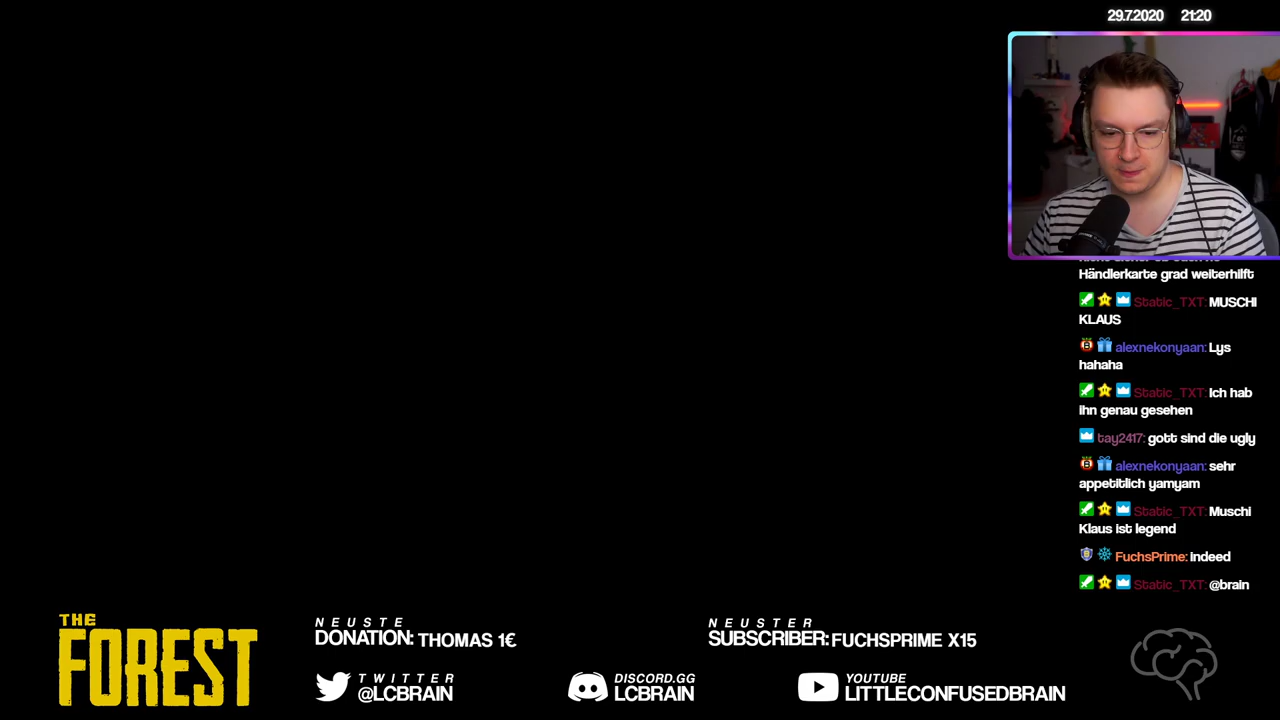 29.7.2020 21:20
Händlerkarte grad weiterhilft
Static_TXT: MUSCHI
KLAUS
alexnekonyaan: Lys
hahaha
Static_TXT: Ich hab
ihn genau gesehen
tay2417: gott sind die ugly
alexnekonyaan: sehr
appetitlich yamyam
Static_TXT: Muschi
Klaus ist legend
FuchsPrime: indeed
Static_TXT: @brain
THE
FOREST
NEUSTE
DONATION: THOMAS 1€
NEUSTER
SUBSCRIBER: FUCHSPRIME X15
TWITTER
@LCBRAIN
DISCORD.GG
LCBRAIN
YOUTUBE
LITTLECONFUSEDBRAIN